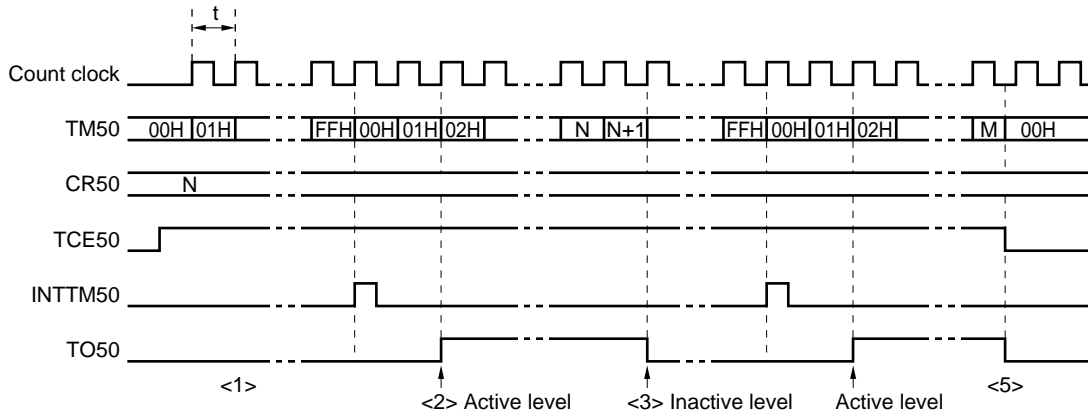 t
Count clock
TM50 00H 01H FFH 00H 01H 02H N N+1 FFH 00H 01H 02H M 00H
CR50 N
TCE50
INTTM50
TO50
<1> <2> Active level <3> Inactive level Active level <5>